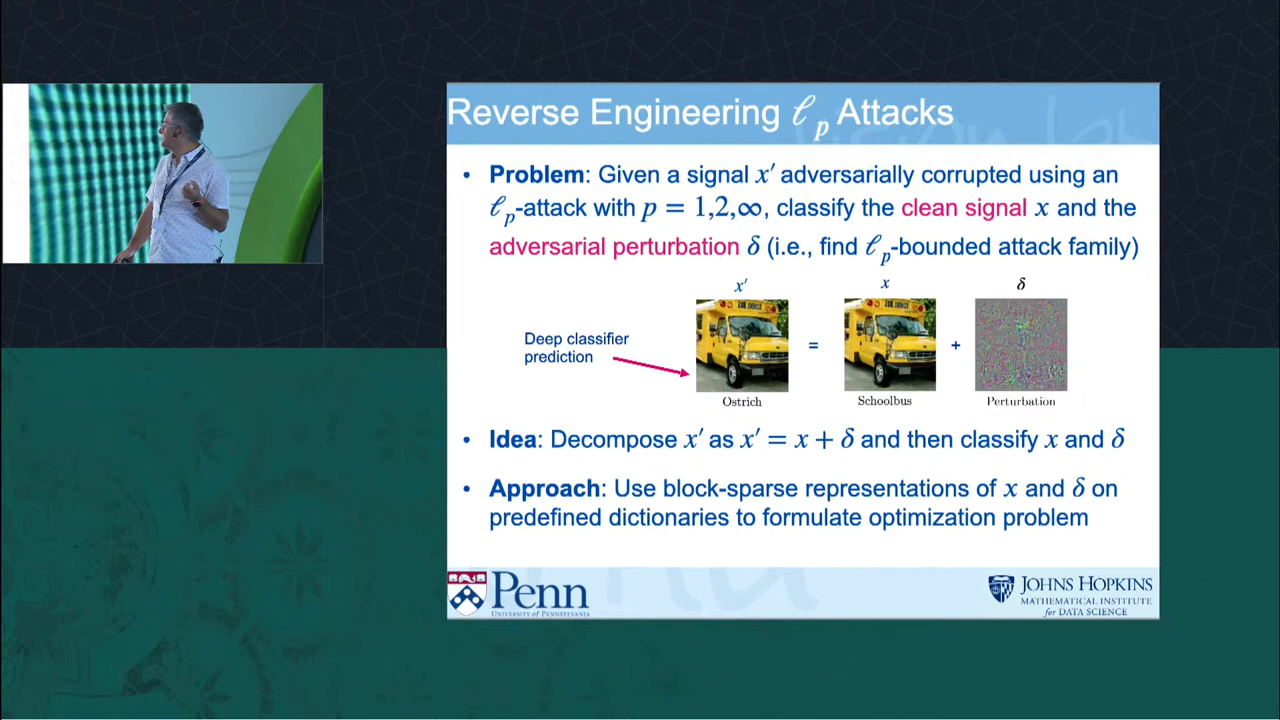 Reverse Engineering ℓp Attacks
• Problem: Given a signal x′ adversarially corrupted using an
ℓp-attack with p = 1,2,∞, classify the clean signal x and the
adversarial perturbation δ (i.e., find ℓp-bounded attack family)
x′ x δ
Deep classifier
prediction
= +
Ostrich Schoolbus Perturbation
• Idea: Decompose x′ as x′ = x + δ and then classify x and δ
• Approach: Use block-sparse representations of x and δ on
predefined dictionaries to formulate optimization problem
Penn
UNIVERSITY OF PENNSYLVANIA
JOHNS HOPKINS
MATHEMATICAL INSTITUTE
for DATA SCIENCE